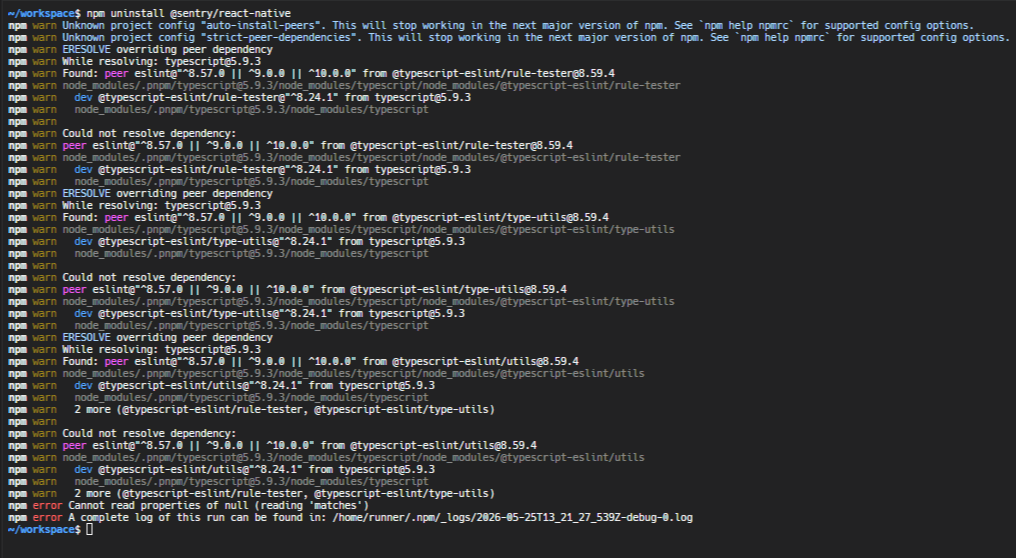 ~/workspace$ npm uninstall @sentry/react-native
npm warn Unknown project config "auto-install-peers". This will stop working in the next major version of npm. See `npm help npmrc` for supported config options.
npm warn Unknown project config "strict-peer-dependencies". This will stop working in the next major version of npm. See `npm help npmrc` for supported config options.
npm warn ERESOLVE overriding peer dependency
npm warn While resolving: typescript@5.9.3
npm warn Found: peer eslint@"^8.57.0 || ^9.0.0 || ^10.0.0" from @typescript-eslint/rule-tester@8.59.4
npm warn node_modules/.pnpm/typescript@5.9.3/node_modules/typescript/node_modules/@typescript-eslint/rule-tester
npm warn   dev @typescript-eslint/rule-tester@"^8.24.1" from typescript@5.9.3
npm warn   node_modules/.pnpm/typescript@5.9.3/node_modules/typescript
npm warn
npm warn Could not resolve dependency:
npm warn peer eslint@"^8.57.0 || ^9.0.0 || ^10.0.0" from @typescript-eslint/rule-tester@8.59.4
npm warn node_modules/.pnpm/typescript@5.9.3/node_modules/typescript/node_modules/@typescript-eslint/rule-tester
npm warn   dev @typescript-eslint/rule-tester@"^8.24.1" from typescript@5.9.3
npm warn   node_modules/.pnpm/typescript@5.9.3/node_modules/typescript
npm warn ERESOLVE overriding peer dependency
npm warn While resolving: typescript@5.9.3
npm warn Found: peer eslint@"^8.57.0 || ^9.0.0 || ^10.0.0" from @typescript-eslint/type-utils@8.59.4
npm warn node_modules/.pnpm/typescript@5.9.3/node_modules/typescript/node_modules/@typescript-eslint/type-utils
npm warn   dev @typescript-eslint/type-utils@"^8.24.1" from typescript@5.9.3
npm warn   node_modules/.pnpm/typescript@5.9.3/node_modules/typescript
npm warn
npm warn Could not resolve dependency:
npm warn peer eslint@"^8.57.0 || ^9.0.0 || ^10.0.0" from @typescript-eslint/type-utils@8.59.4
npm warn node_modules/.pnpm/typescript@5.9.3/node_modules/typescript/node_modules/@typescript-eslint/type-utils
npm warn   dev @typescript-eslint/type-utils@"^8.24.1" from typescript@5.9.3
npm warn   node_modules/.pnpm/typescript@5.9.3/node_modules/typescript
npm warn ERESOLVE overriding peer dependency
npm warn While resolving: typescript@5.9.3
npm warn Found: peer eslint@"^8.57.0 || ^9.0.0 || ^10.0.0" from @typescript-eslint/utils@8.59.4
npm warn node_modules/.pnpm/typescript@5.9.3/node_modules/typescript/node_modules/@typescript-eslint/utils
npm warn   dev @typescript-eslint/utils@"^8.24.1" from typescript@5.9.3
npm warn   node_modules/.pnpm/typescript@5.9.3/node_modules/typescript
npm warn   2 more (@typescript-eslint/rule-tester, @typescript-eslint/type-utils)
npm warn
npm warn Could not resolve dependency:
npm warn peer eslint@"^8.57.0 || ^9.0.0 || ^10.0.0" from @typescript-eslint/utils@8.59.4
npm warn node_modules/.pnpm/typescript@5.9.3/node_modules/typescript/node_modules/@typescript-eslint/utils
npm warn   dev @typescript-eslint/utils@"^8.24.1" from typescript@5.9.3
npm warn   node_modules/.pnpm/typescript@5.9.3/node_modules/typescript
npm warn   2 more (@typescript-eslint/rule-tester, @typescript-eslint/type-utils)
npm error Cannot read properties of null (reading 'matches')
npm error A complete log of this run can be found in: /home/runner/.npm/_logs/2026-05-25T13_21_27_539Z-debug-0.log
~/workspace$